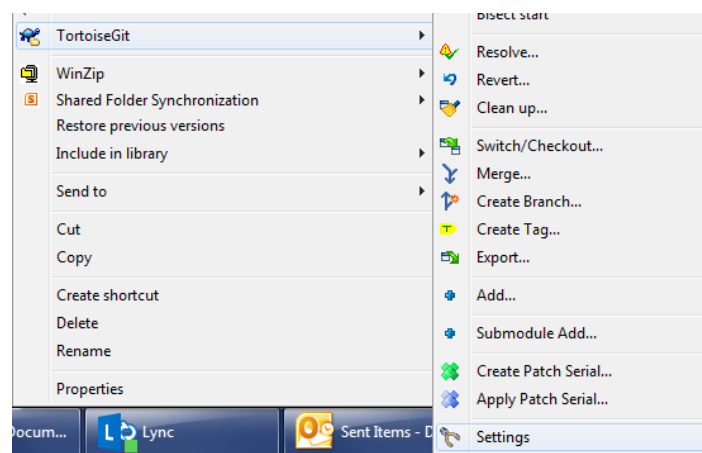 TortoiseGit
WinZip
Shared Folder Synchronization
Restore previous versions
Include in library
Send to
Cut
Copy
Create shortcut
Delete
Rename
Properties
Bisect start
Resolve...
Revert...
Clean up...
Switch/Checkout...
Merge...
Create Branch...
Create Tag...
Export...
Add...
Submodule Add...
Create Patch Serial...
Apply Patch Serial...
Settings
Docum...
Lync
Sent Items - D